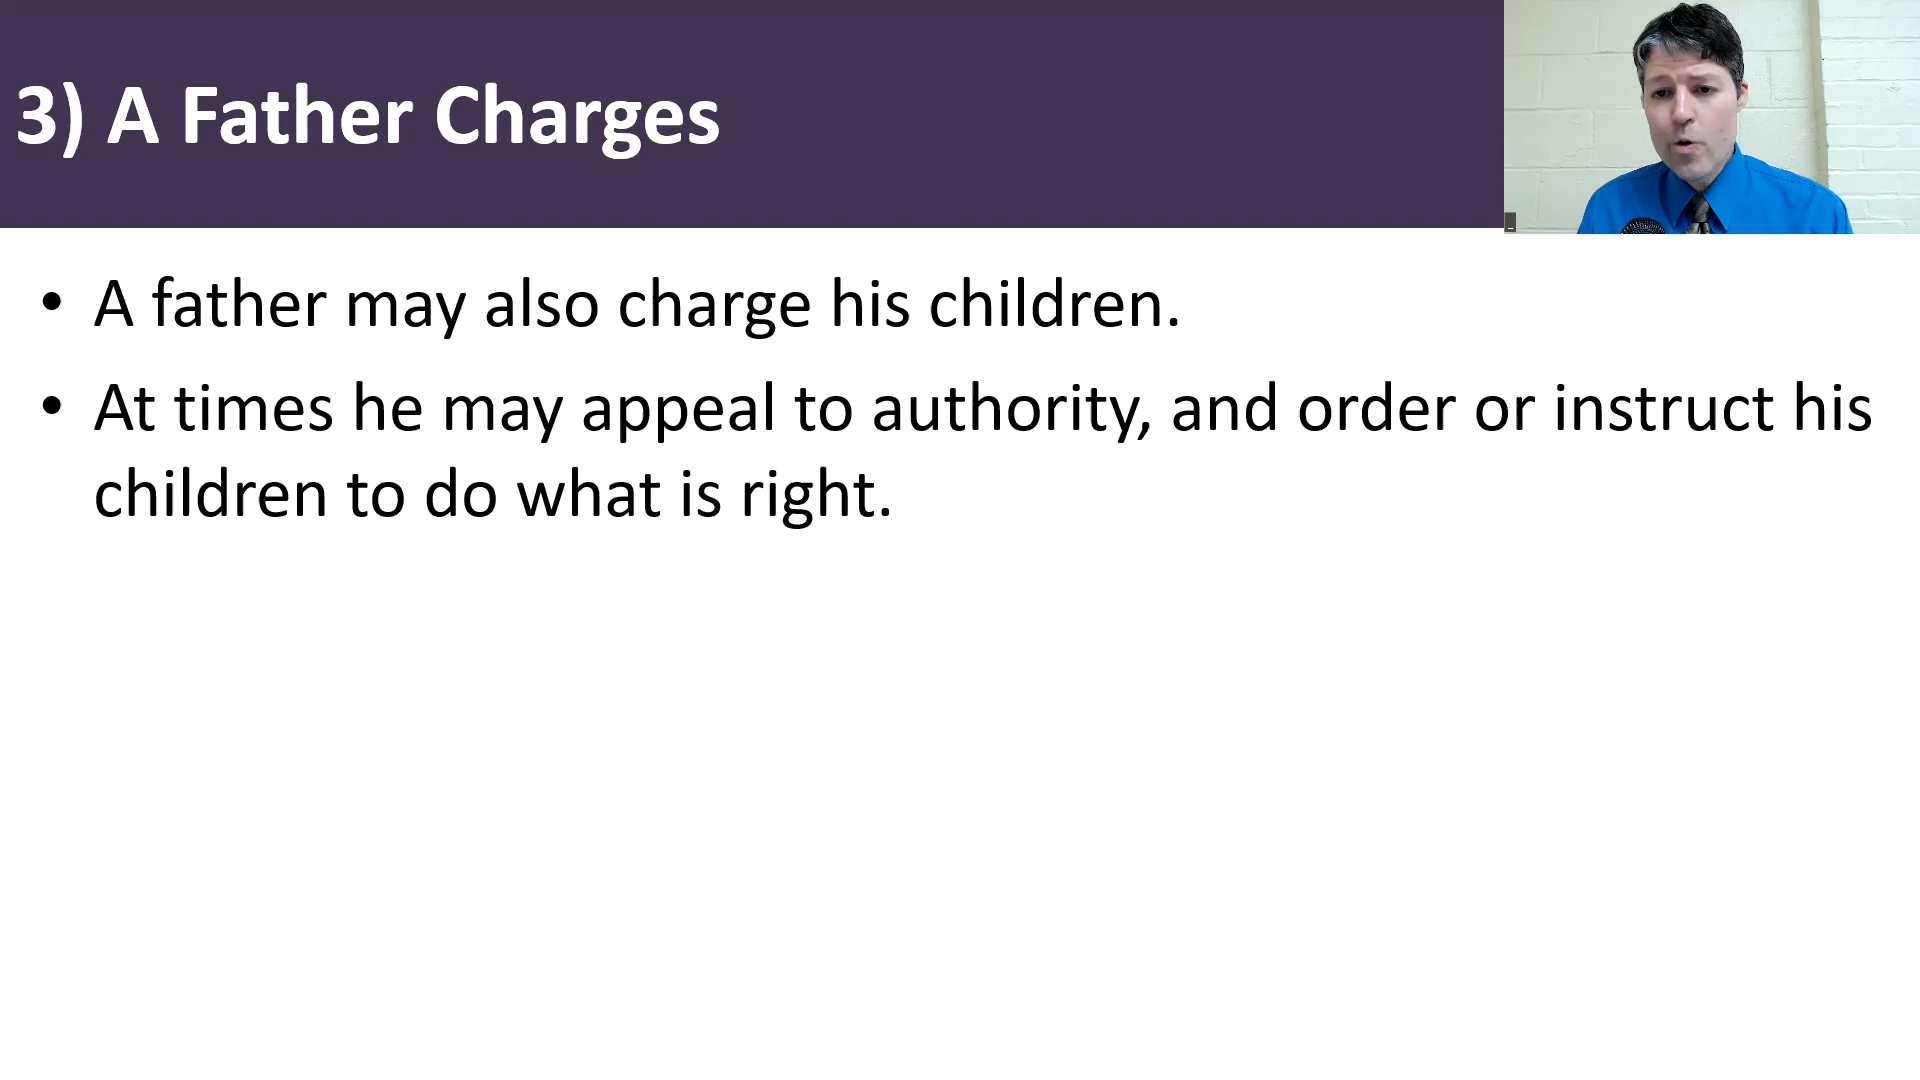 3) A Father Charges
• A father may also charge his children.
• At times he may appeal to authority, and order or instruct his
children to do what is right.